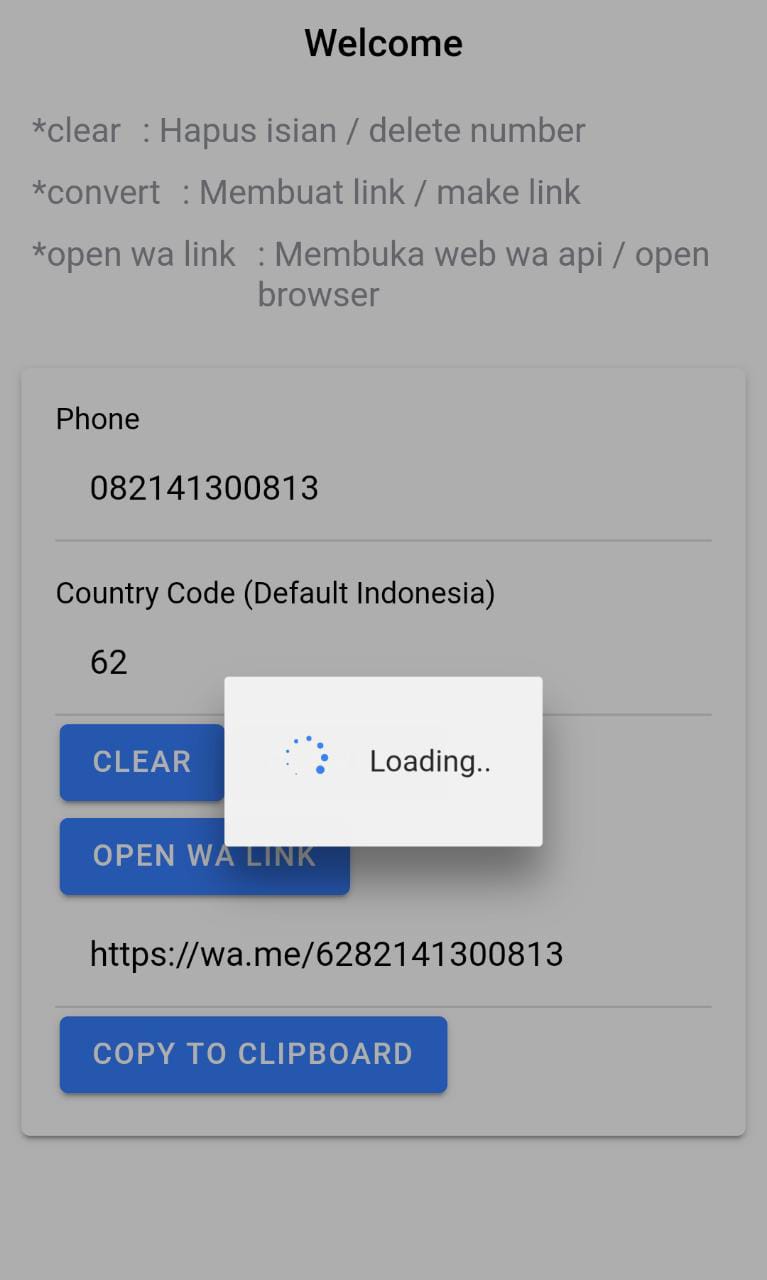 Welcome
*clear : Hapus isian / delete number
*convert : Membuat link / make link
*open wa link : Membuka web wa api / open
browser
Phone
082141300813
Country Code (Default Indonesia)
62
CLEAR
Loading..
OPEN WA LINK
https://wa.me/6282141300813
COPY TO CLIPBOARD